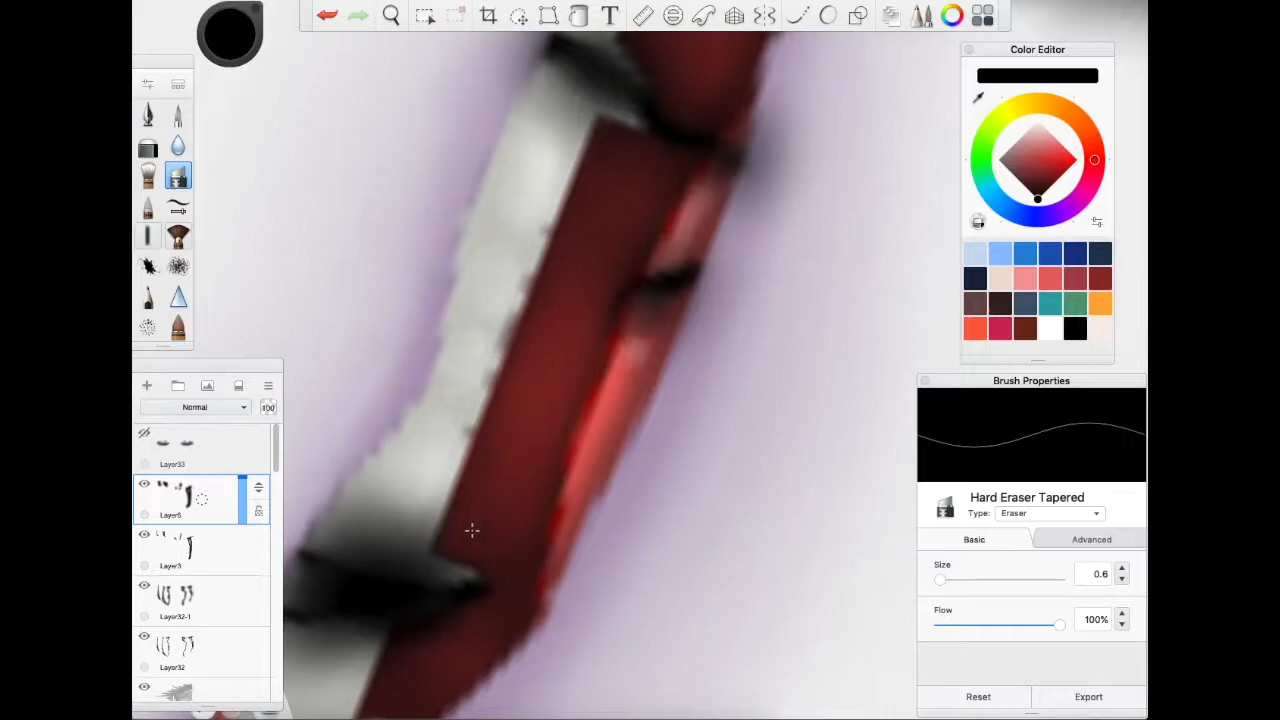 T
Color Editor
Normal
100
Layer33
Layer6
Layer3
Layer32-1
Layer32
Brush Properties
Hard Eraser Tapered
Type: Eraser
Basic
Advanced
Size
0.6
Flow
100%
Reset
Export